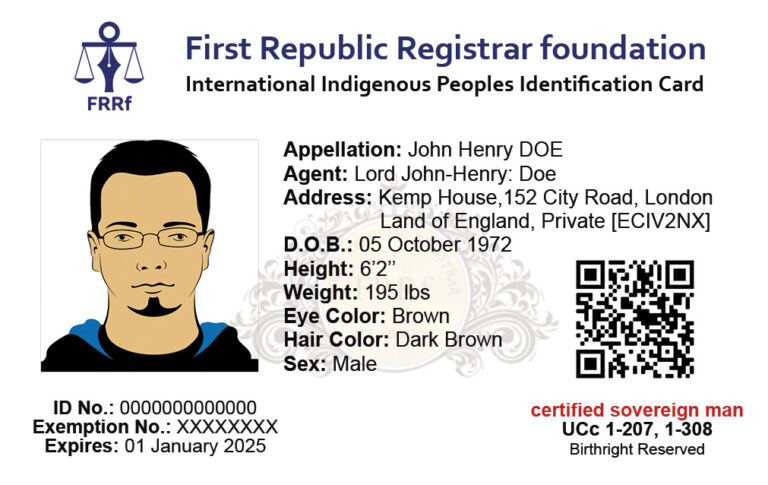 First Republic Registrar foundation
International Indigenous Peoples Identification Card
FRRf
Appellation: John Henry DOE
Agent: Lord John-Henry: Doe
Address: Kemp House,152 City Road, London
Land of England, Private [ECIV2NX]
D.O.B.: 05 October 1972
Height: 6'2’’
Weight: 195 lbs
Eye Color: Brown
Hair Color: Dark Brown
Sex: Male
ID No.: 0000000000000
Exemption No.: XXXXXXXX
Expires: 01 January 2025
certified sovereign man
UCc 1-207, 1-308
Birthright Reserved